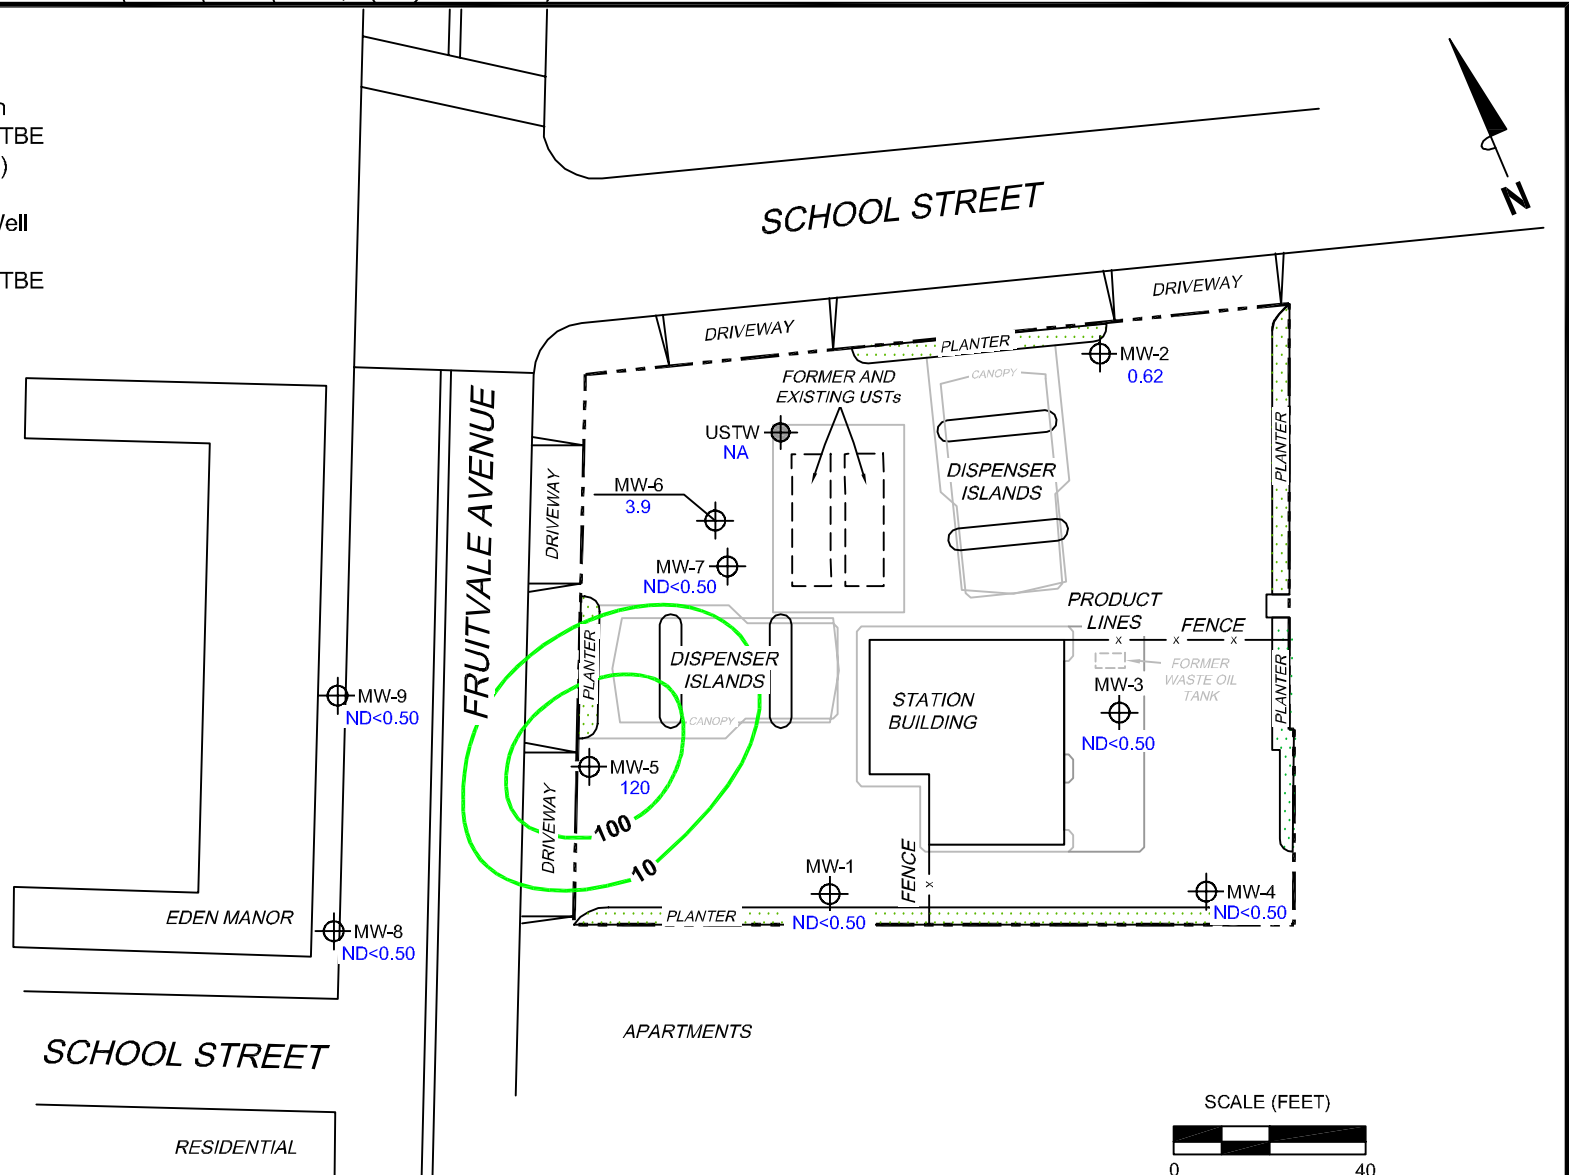 TBE
)
TBE
N
SCHOOL STREET
DRIVEWAY
DRIVEWAY
PLANTER
MW-2
0.62
CANOPY
FORMER AND
EXISTING USTs
USTW
NA
FRUITVALE AVENUE
DRIVEWAY
PLANTER
DISPENSER
ISLANDS
MW-6
3.9
MW-7
ND<0.50
PRODUCT
LINES
x
x
FENCE
x
FORMER
WASTE OIL
TANK
PLANTER
PLANTER
DISPENSER
ISLANDS
CANOPY
MW-3
ND<0.50
STATION
BUILDING
MW-9
ND<0.50
MW-5
120
100
10
DRIVEWAY
MW-1
ND<0.50
FENCE
x
MW-4
ND<0.50
PLANTER
EDEN MANOR
MW-8
ND<0.50
APARTMENTS
SCHOOL STREET
RESIDENTIAL
SCALE (FEET)
0
40